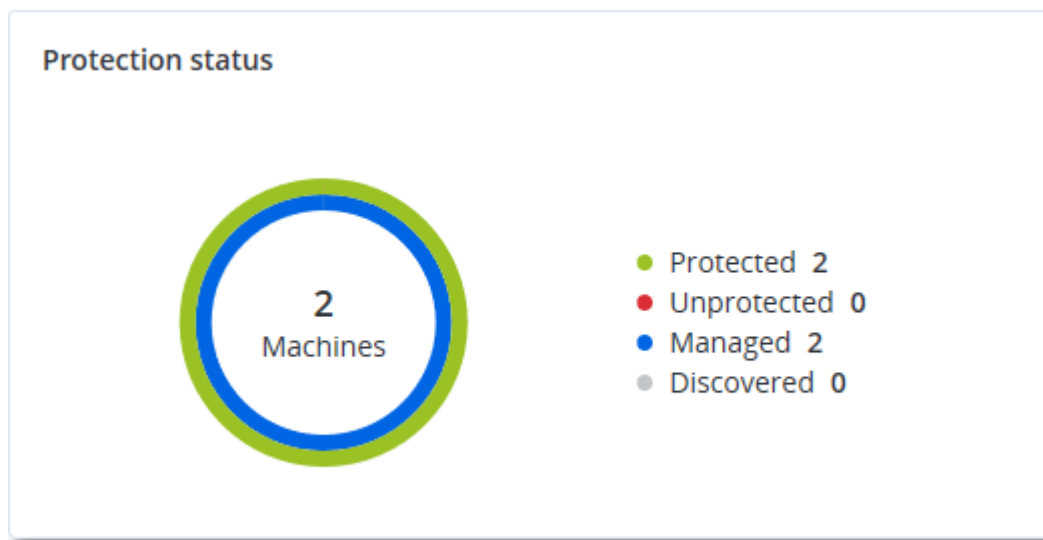 Protection status
2
Machines
Protected 2
Unprotected 0
Managed 2
Discovered 0